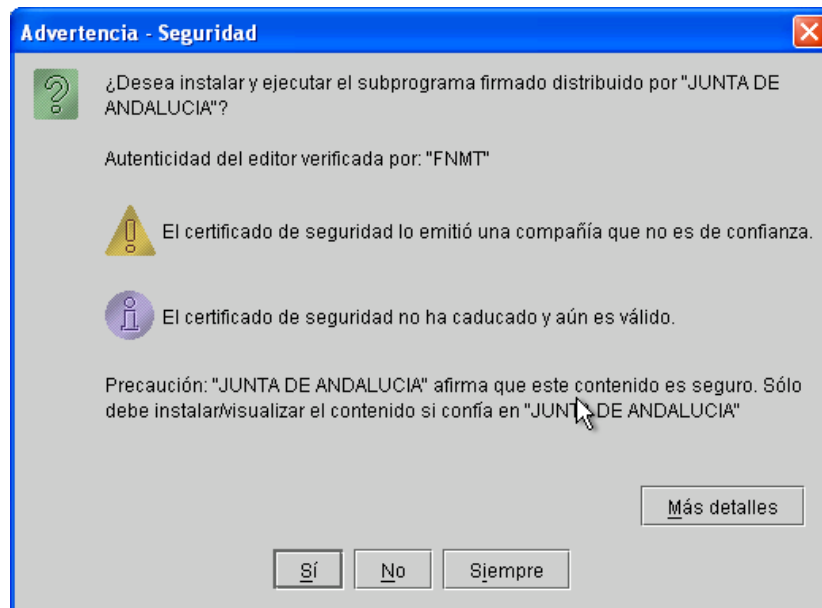 Advertencia - Seguridad
¿Desea instalar y ejecutar el subprograma firmado distribuido por "JUNTA DE
ANDALUCIA"?
Autenticidad del editor verificada por: "FNMT"
El certificado de seguridad lo emitió una compañía que no es de confianza.
El certificado de seguridad no ha caducado y aún es válido.
Precaución: "JUNTA DE ANDALUCIA" afirma que este contenido es seguro. Sólo
debe instalar/visualizar el contenido si confía en "JUNTA DE ANDALUCIA"
Más detalles
Sí No Siempre